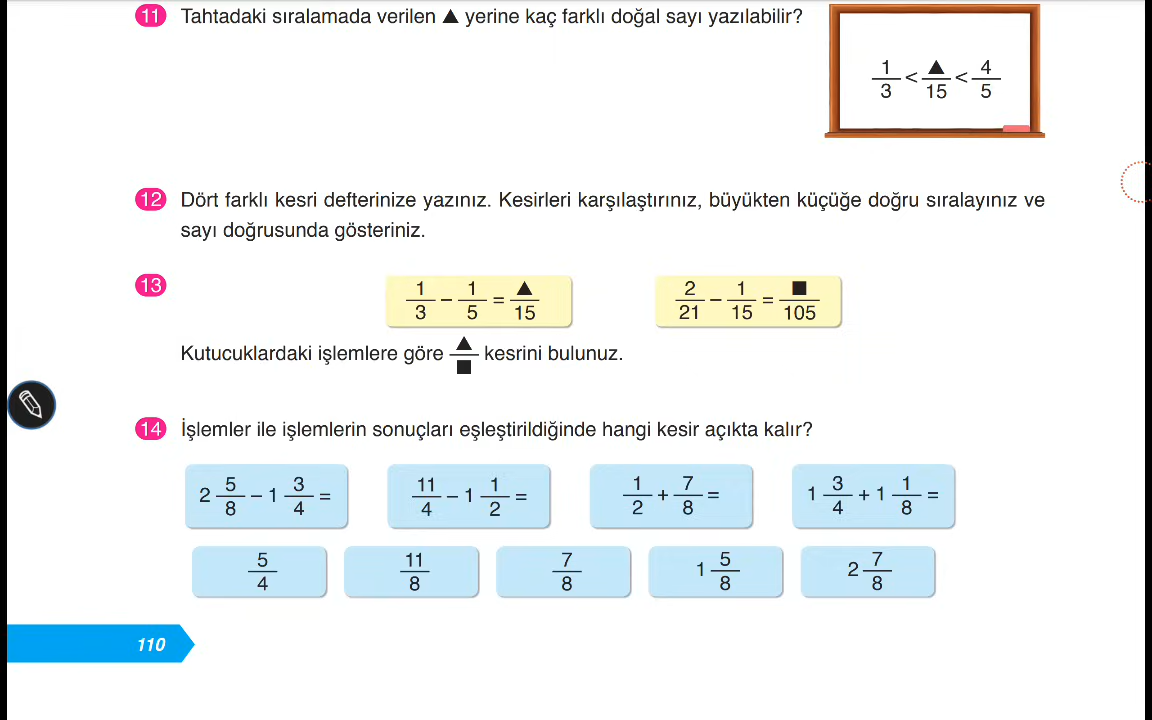 11 Tahtadaki sıralamada verilen ▲ yerine kaç farklı doğal sayı yazılabilir?
1/3 < ▲/15 < 4/5
12 Dört farklı kesri defterinize yazınız. Kesirleri karşılaştırınız, büyükten küçüğe doğru sıralayınız ve
sayı doğrusunda gösteriniz.
13
1/3 − 1/5 = ▲/15
2/21 − 1/15 = ■/105
Kutucuklardaki işlemlere göre ▲/■ kesrini bulunuz.
14 İşlemler ile işlemlerin sonuçları eşleştirildiğinde hangi kesir açıkta kalır?
2 5/8 − 1 3/4 =
11/4 − 1 1/2 =
1/2 + 7/8 =
1 3/4 + 1 1/8 =
5/4
11/8
7/8
1 5/8
2 7/8
110